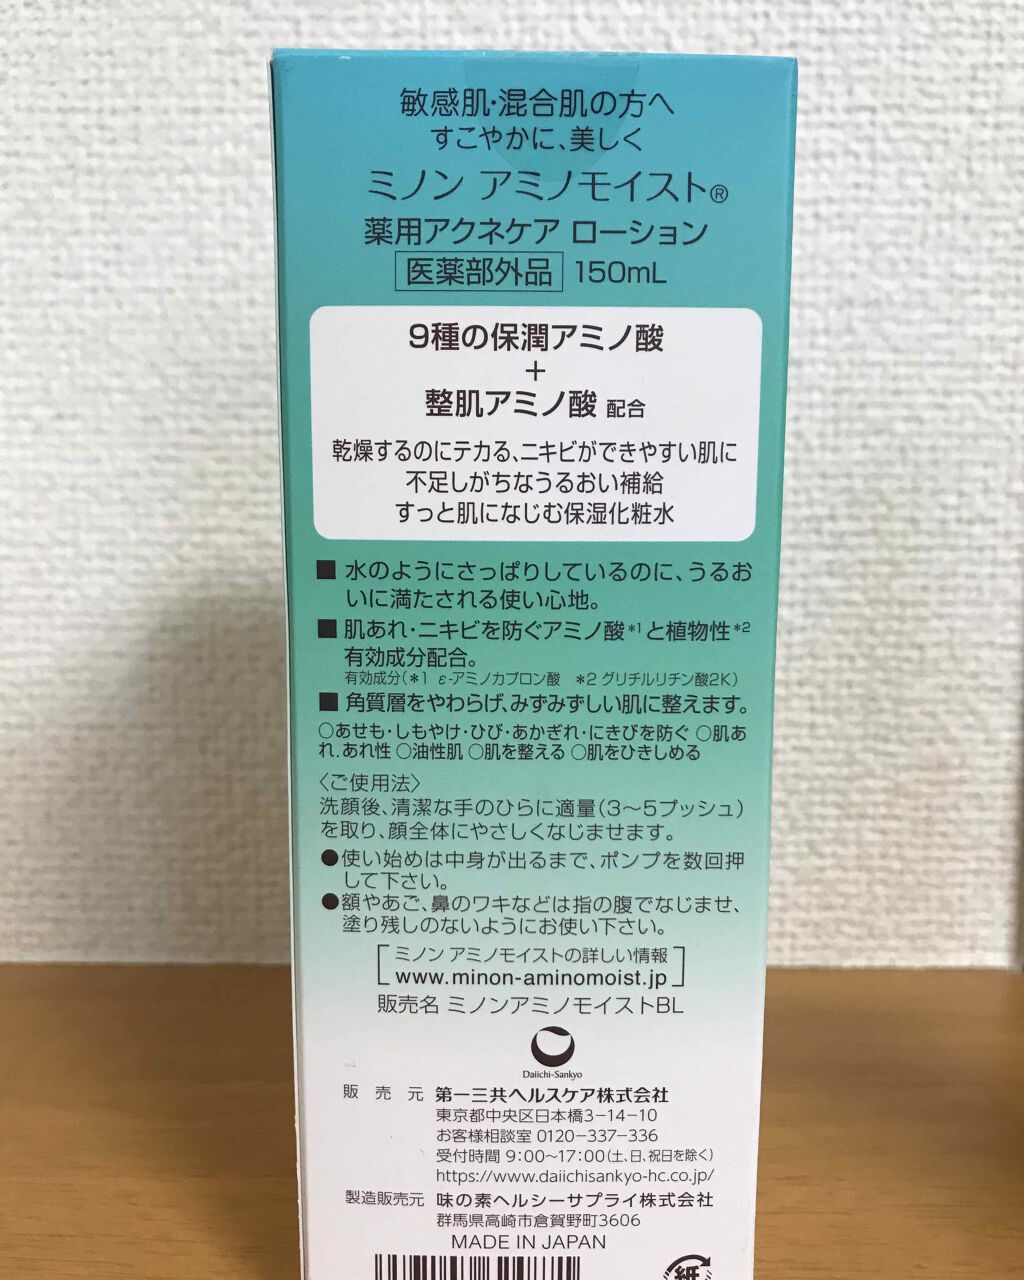 敏感肌・混合肌の方へ
すこやかに、美しく
ミノン アミノモイスト®
薬用アクネケア ローション
医薬部外品 150mL
9種の保潤アミノ酸
+
整肌アミノ酸 配合
乾燥するのにテカる、ニキビができやすい肌に
不足しがちなうるおい補給
すっと肌になじむ保湿化粧水
■ 水のようにさっぱりしているのに、うるお
いに満たされる使い心地。
■ 肌あれ・ニキビを防ぐアミノ酸*1と植物性*2
有効成分配合。
有効成分(*1 ε-アミノカプロン酸 *2 グリチルリチン酸2K)
■ 角質層をやわらげ、みずみずしい肌に整えます。
○あせも・しもやけ・ひび・あかぎれ・にきびを防ぐ ○肌あ
れ.あれ性 ○油性肌 ○肌を整える ○肌をひきしめる
〈ご使用法〉
洗顔後、清潔な手のひらに適量(3〜5プッシュ)
を取り、顔全体にやさしくなじませます。
●使い始めは中身が出るまで、ポンプを数回押
して下さい。
●額やあご、鼻のワキなどは指の腹でなじませ、
塗り残しのないようにお使い下さい。
ミノン アミノモイストの詳しい情報
www.minon-aminomoist.jp
販売名 ミノンアミノモイストBL
Daiichi-Sankyo
販売元 第一三共ヘルスケア株式会社
東京都中央区日本橋3-14-10
お客様相談室 0120-337-336
受付時間 9:00〜17:00(土、日、祝日を除く)
https://www.daiichisankyo-hc.co.jp/
製造販売元 味の素ヘルシーサプライ株式会社
群馬県高崎市倉賀野町3606
MADE IN JAPAN
紙